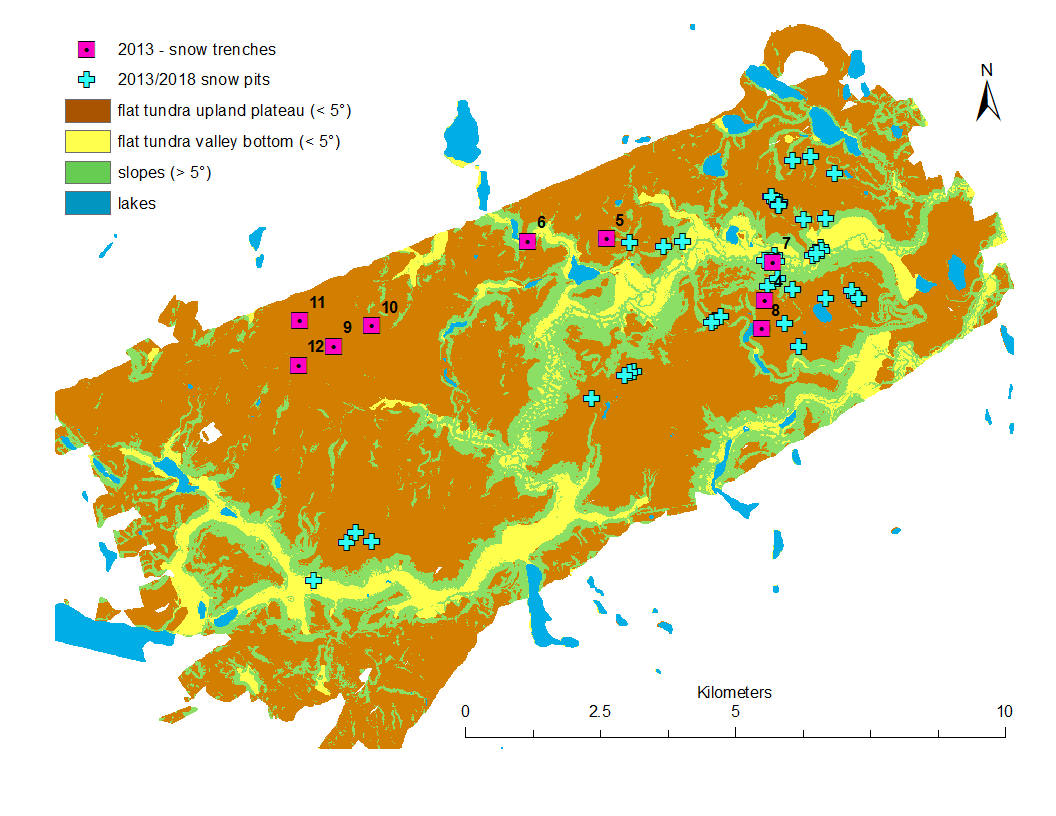 2013 - snow trenches
2013/2018 snow pits
flat tundra upland plateau (< 5°)
flat tundra valley bottom (< 5°)
slopes (> 5°)
lakes
N
6
5
7
4
8
11
10
9
12
Kilometers
0 2.5 5 10